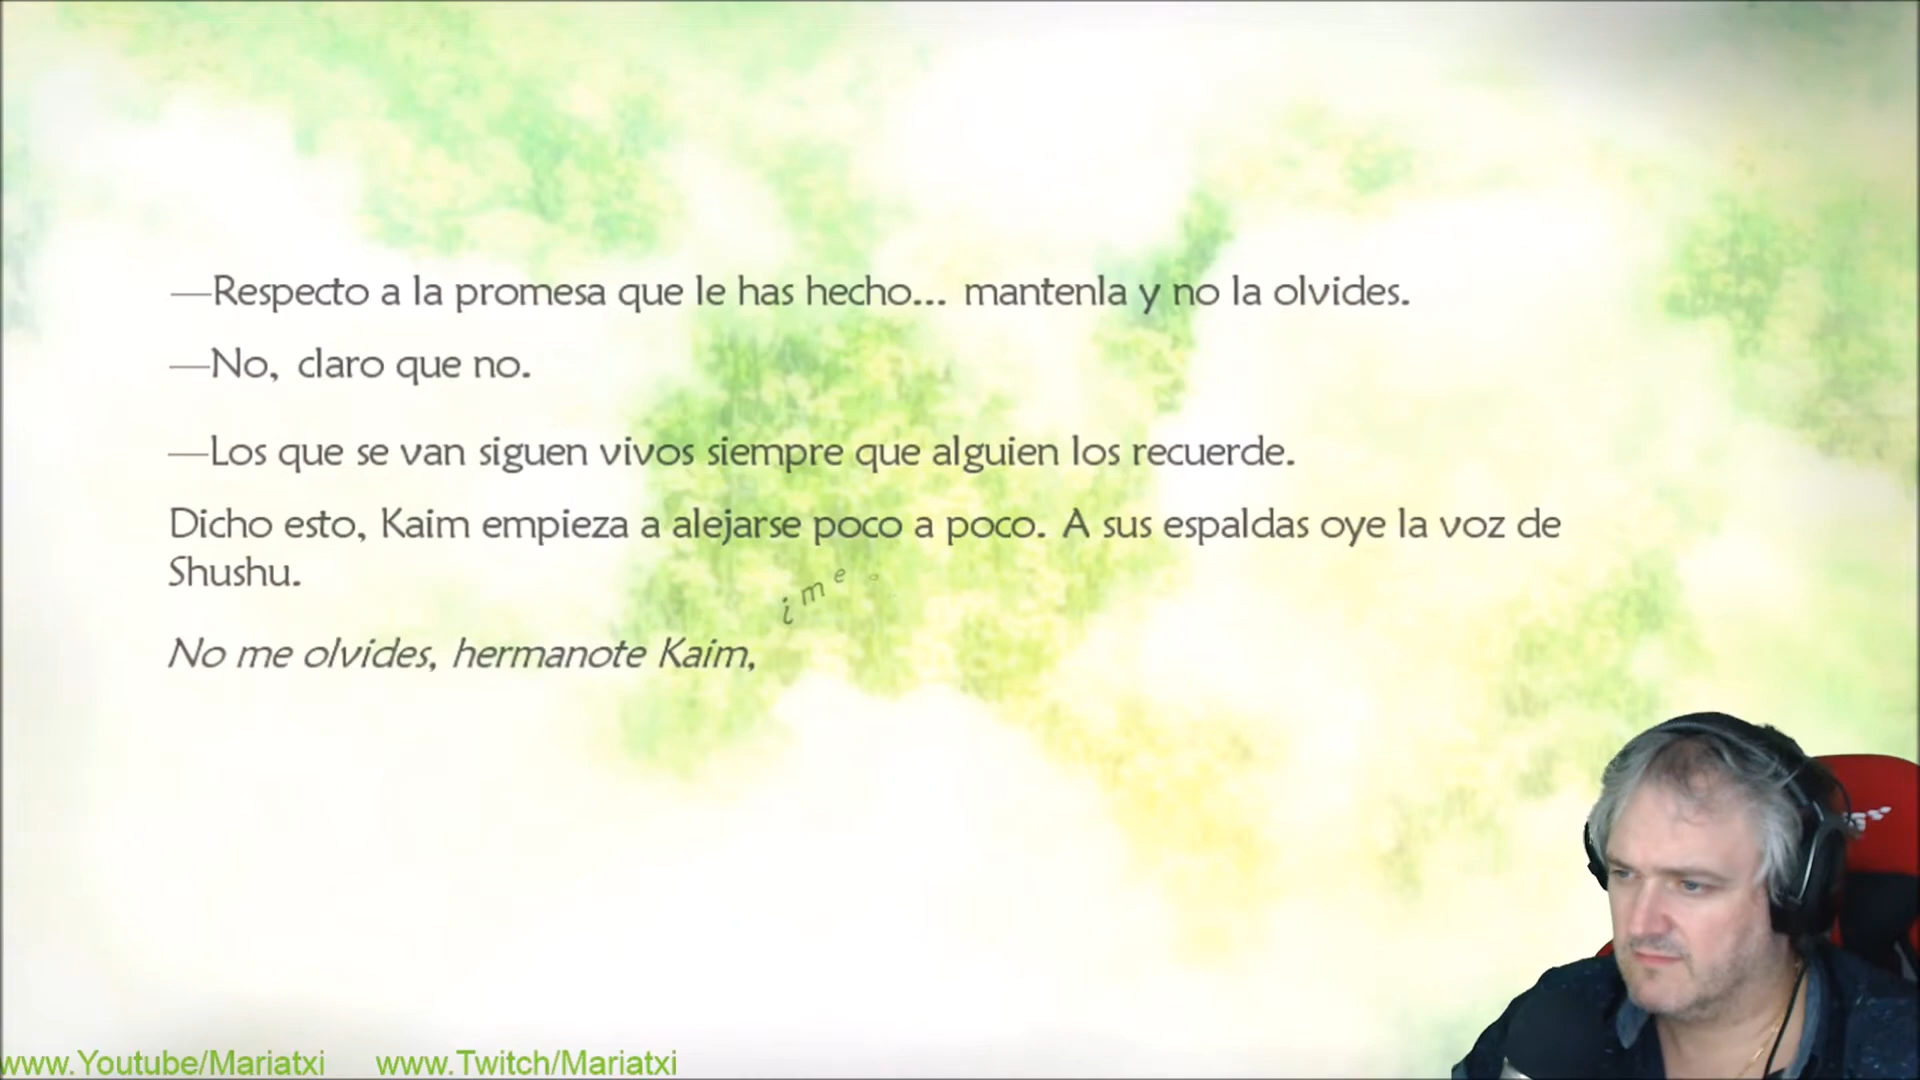 —Respecto a la promesa que le has hecho... mantenla y no la olvides.
—No, claro que no.
—Los que se van siguen vivos siempre que alguien los recuerde.
Dicho esto, Kaim empieza a alejarse poco a poco. A sus espaldas oye la voz de
Shushu.
ime
No me olvides, hermanote Kaim,
www.Youtube/Mariatxi www.Twitch/Mariatxi